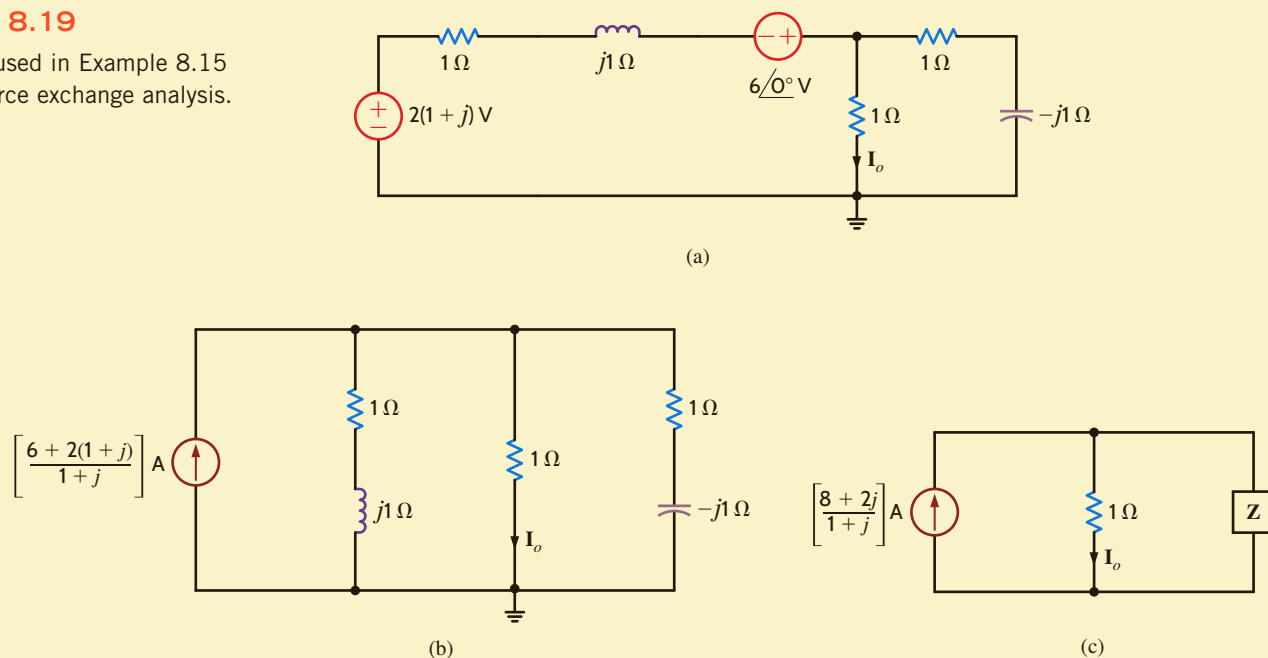 8.19
used in Example 8.15
rce exchange analysis.
1 Ω
j1 Ω
− +
6/0° V
1 Ω
+
−
2(1 + j) V
1 Ω
−j1 Ω
I_o
(a)
1 Ω
1 Ω
[6 + 2(1 + j) / 1 + j] A
1 Ω
j1 Ω
−j1 Ω
I_o
(b)
[8 + 2j / 1 + j] A
1 Ω
Z
I_o
(c)